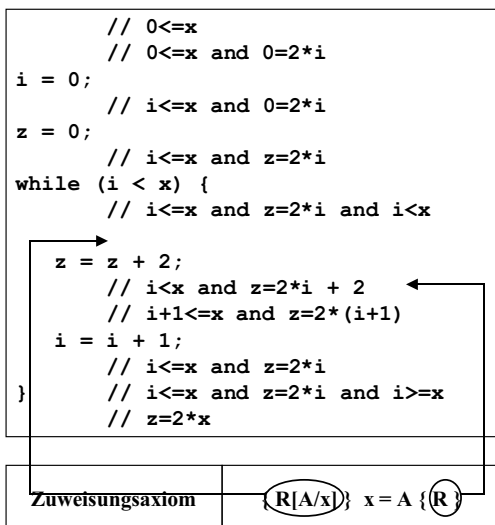 // 0<=x
// 0<=x and 0=2*i
i = 0;
// i<=x and 0=2*i
z = 0;
// i<=x and z=2*i
while (i < x) {
// i<=x and z=2*i and i<x
z = z + 2;
// i<x and z=2*i + 2
// i+1<=x and z=2*(i+1)
i = i + 1;
// i<=x and z=2*i
} // i<=x and z=2*i and i>=x
// z=2*x
Zuweisungsaxiom { R[A/x] } x = A { R }